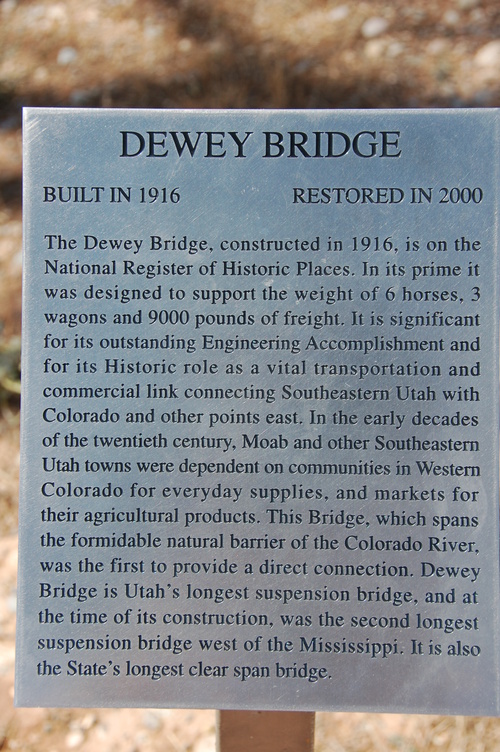 DEWEY BRIDGE
BUILT IN 1916 RESTORED IN 2000
The Dewey Bridge, constructed in 1916, is on the
National Register of Historic Places. In its prime it
was designed to support the weight of 6 horses, 3
wagons and 9000 pounds of freight. It is significant
for its outstanding Engineering Accomplishment and
for its Historic role as a vital transportation and
commercial link connecting Southeastern Utah with
Colorado and other points east. In the early decades
of the twentieth century, Moab and other Southeastern
Utah towns were dependent on communities in Western
Colorado for everyday supplies, and markets for
their agricultural products. This Bridge, which spans
the formidable natural barrier of the Colorado River,
was the first to provide a direct connection. Dewey
Bridge is Utah's longest suspension bridge, and at
the time of its construction, was the second longest
suspension bridge west of the Mississippi. It is also
the State's longest clear span bridge.